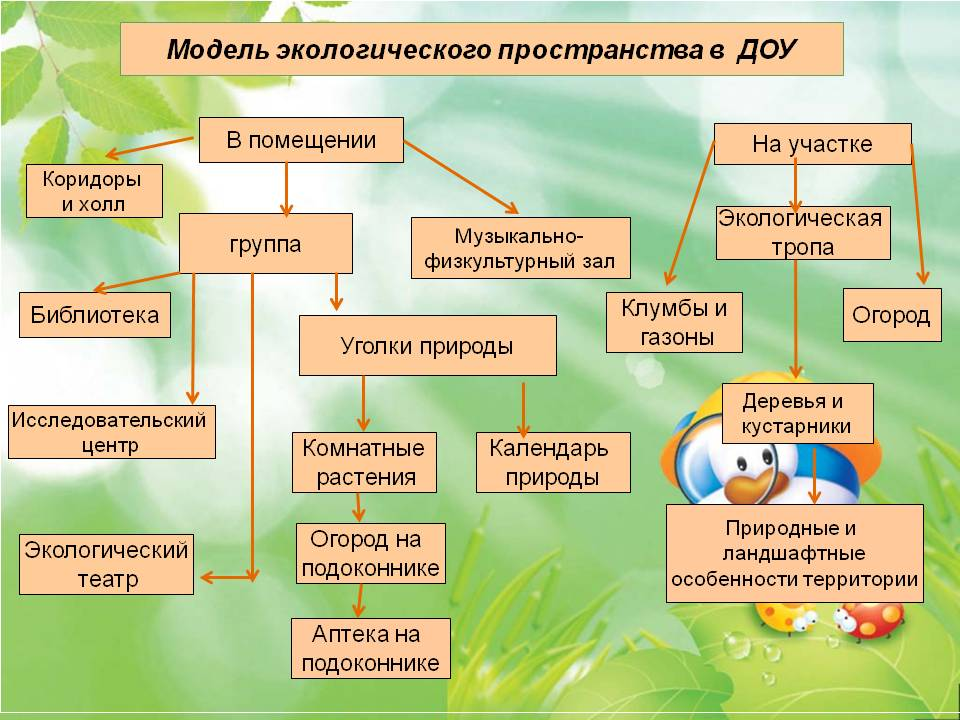 Модель экологического пространства в ДОУ
В помещении
На участке
Коридоры
и холл
группа
Музыкально-
физкультурный зал
Экологическая
тропа
Библиотека
Уголки природы
Клумбы и
газоны
Огород
Исследовательский
центр
Комнатные
растения
Календарь
природы
Деревья и
кустарники
Экологический
театр
Огород на
подоконнике
Природные и
ландшафтные
особенности территории
Аптека на
подоконнике